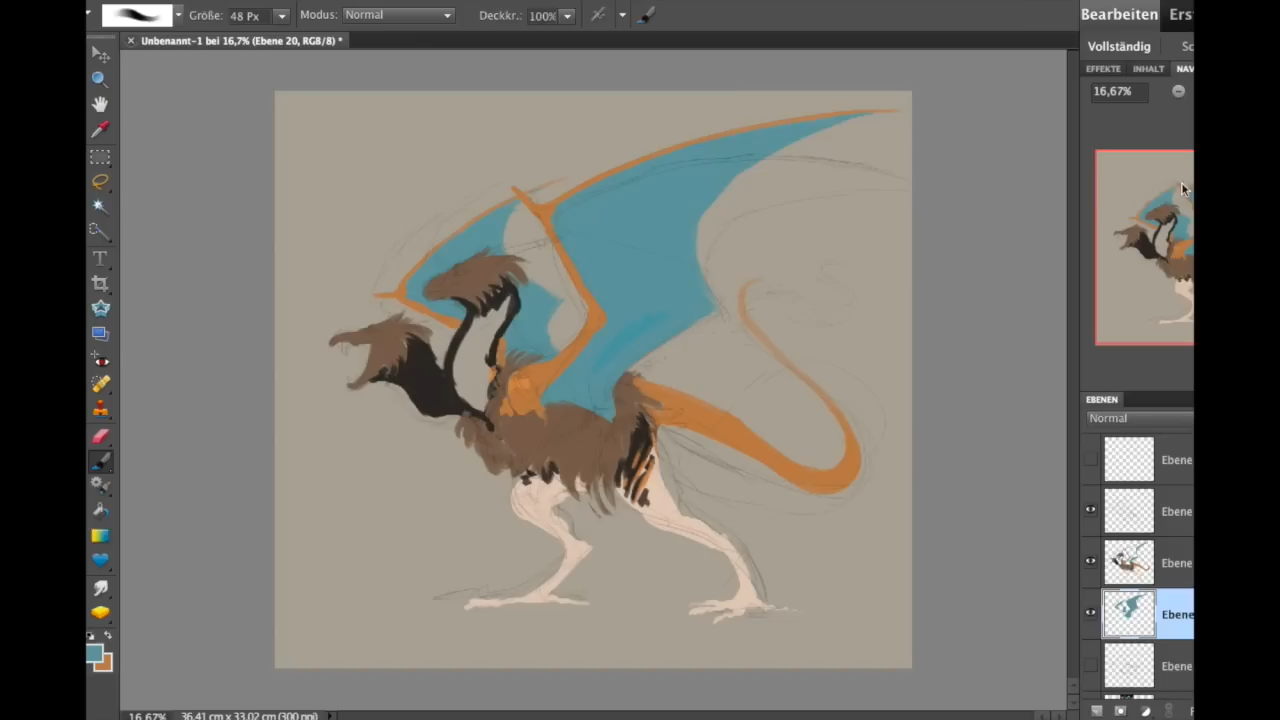 Größe: 48 Px Modus: Normal Deckkr.: 100%
Bearbeiten Ers
Unbenannt-1 bei 16,7% (Ebene 20, RGB/8) *
Vollständig Sc
EFFEKTE INHALT NAV
16,67%
EBENEN
Normal
Ebene
Ebene
Ebene
Ebene
Ebene
16,67% 36,41 cm x 33,02 cm (300 ppi)